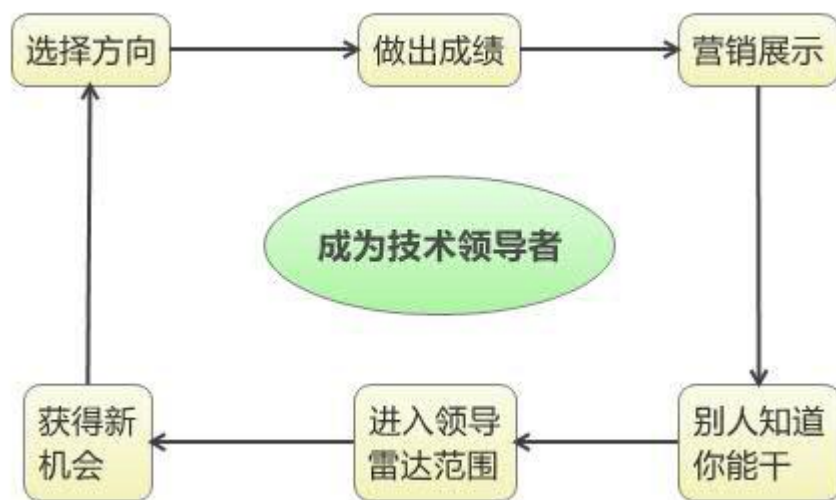 选择方向
做出成绩
营销展示
成为技术领导者
获得新
机会
进入领导
雷达范围
别人知道
你能干